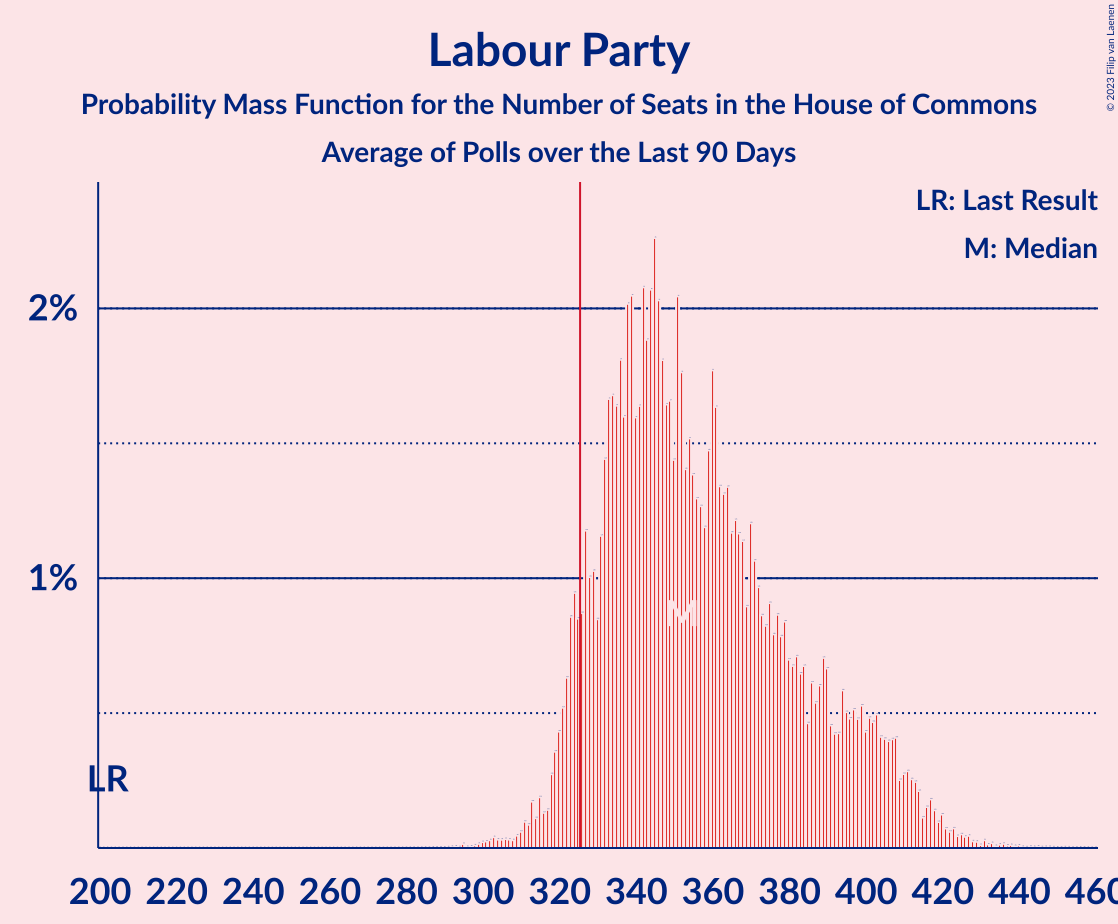 © 2023 Filip van Laenen
Labour Party
Probability Mass Function for the Number of Seats in the House of Commons
Average of Polls over the Last 90 Days
LR: Last Result
M: Median
2%
1%
M
LR
200 220 240 260 280 300 320 340 360 380 400 420 440 460